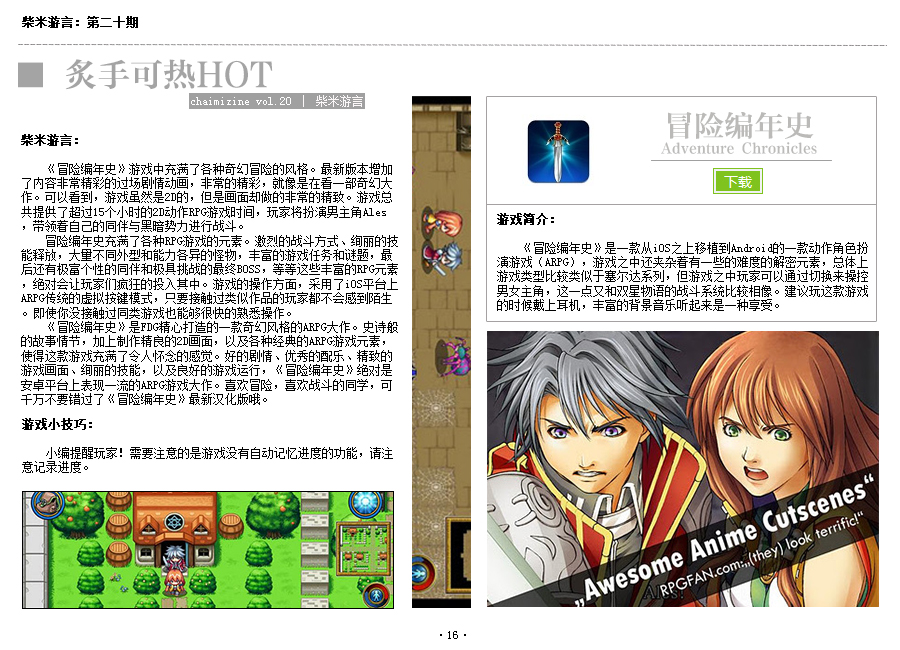 柴米游言：第二十期
炙手可热HOT
chaimizine vol.20 | 柴米游言
柴米游言：
《冒险编年史》游戏中充满了各种奇幻冒险的风格。最新版本增加
了内容非常精彩的过场剧情动画，非常的精彩，就像是在看一部奇幻大
作。可以看到，游戏虽然是2D的，但是画面却做的非常的精致。游戏总
共提供了超过15个小时的2D动作RPG游戏时间，玩家将扮演男主角Ales
，带领着自己的同伴与黑暗势力进行战斗。
冒险编年史充满了各种RPG游戏的元素。激烈的战斗方式、绚丽的技
能释放，大量不同外型和能力各异的怪物，丰富的游戏任务和谜题，最
后还有极富个性的同伴和极具挑战的最终BOSS，等等这些丰富的RPG元素
，绝对会让玩家们疯狂的投入其中。游戏的操作方面，采用了iOS平台上
ARPG传统的虚拟按键模式，只要接触过类似作品的玩家都不会感到陌生
。即使你没接触过同类游戏也能够很快的熟悉操作。
《冒险编年史》是FDG精心打造的一款奇幻风格的ARPG大作。史诗般
的故事情节，加上制作精良的2D画面，以及各种经典的ARPG游戏元素，
使得这款游戏充满了令人怀念的感觉。好的剧情、优秀的配乐、精致的
游戏画面、绚丽的技能，以及良好的游戏运行，《冒险编年史》绝对是
安卓平台上表现一流的ARPG游戏大作。喜欢冒险，喜欢战斗的同学，可
千万不要错过了《冒险编年史》最新汉化版哦。
游戏小技巧：
小编提醒玩家！需要注意的是游戏没有自动记忆进度的功能，请注
意记录进度。
冒险编年史
Adventure Chronicles
下载
游戏简介：
《冒险编年史》是一款从iOS之上移植到Android的一款动作角色扮
演游戏（ARPG），游戏之中还夹杂着有一些的难度的解密元素，总体上
游戏类型比较类似于塞尔达系列，但游戏之中玩家可以通过切换来操控
男女主角，这一点又和双星物语的战斗系统比较相像。建议玩这款游戏
的时候戴上耳机，丰富的背景音乐听起来是一种享受。
„Awesome Anime Cutscenes“
RPGFAN.com:„(they) look terrific!“
Ales:
·16·